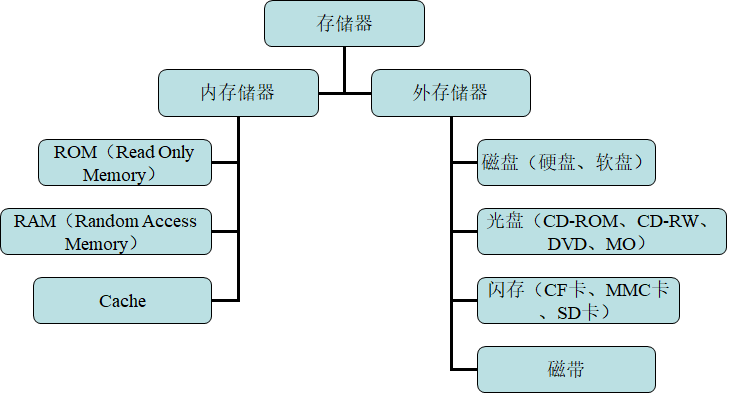 存储器
内存储器
外存储器
ROM（Read Only
Memory）
RAM（Random Access
Memory）
Cache
磁盘（硬盘、软盘）
光盘（CD-ROM、CD-RW、
DVD、MO）
闪存（CF卡、MMC卡
、SD卡）
磁带